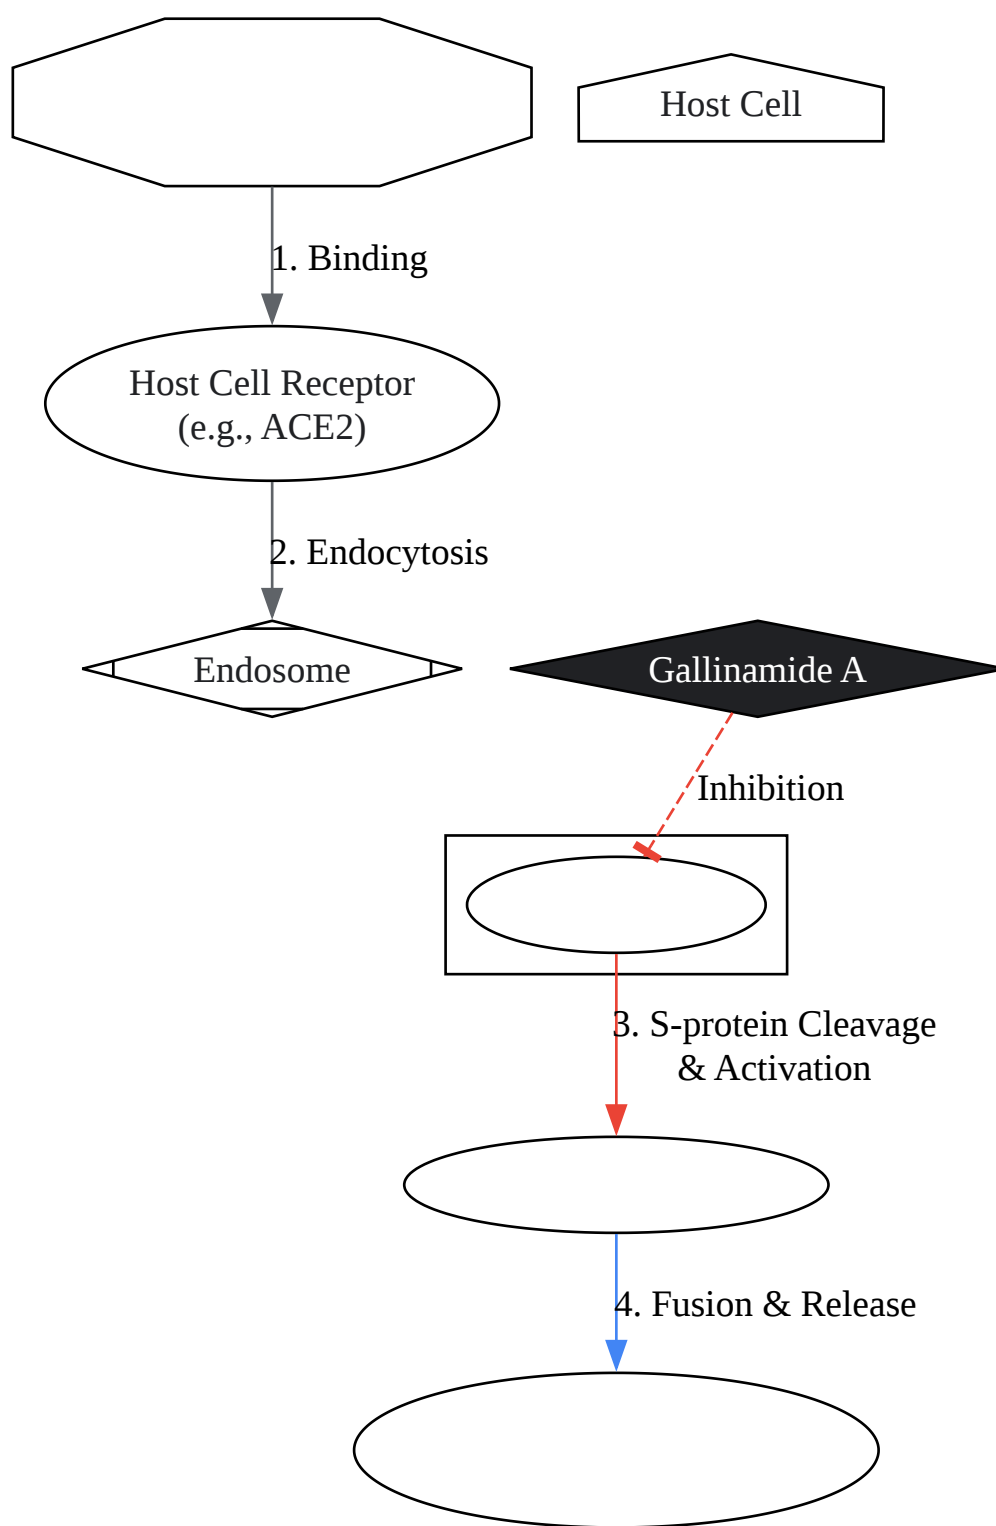 Host Cell
1. Binding
Host Cell Receptor
(e.g., ACE2)
2. Endocytosis
Endosome
Gallinamide A
Inhibition
3. S-protein Cleavage
& Activation
4. Fusion & Release